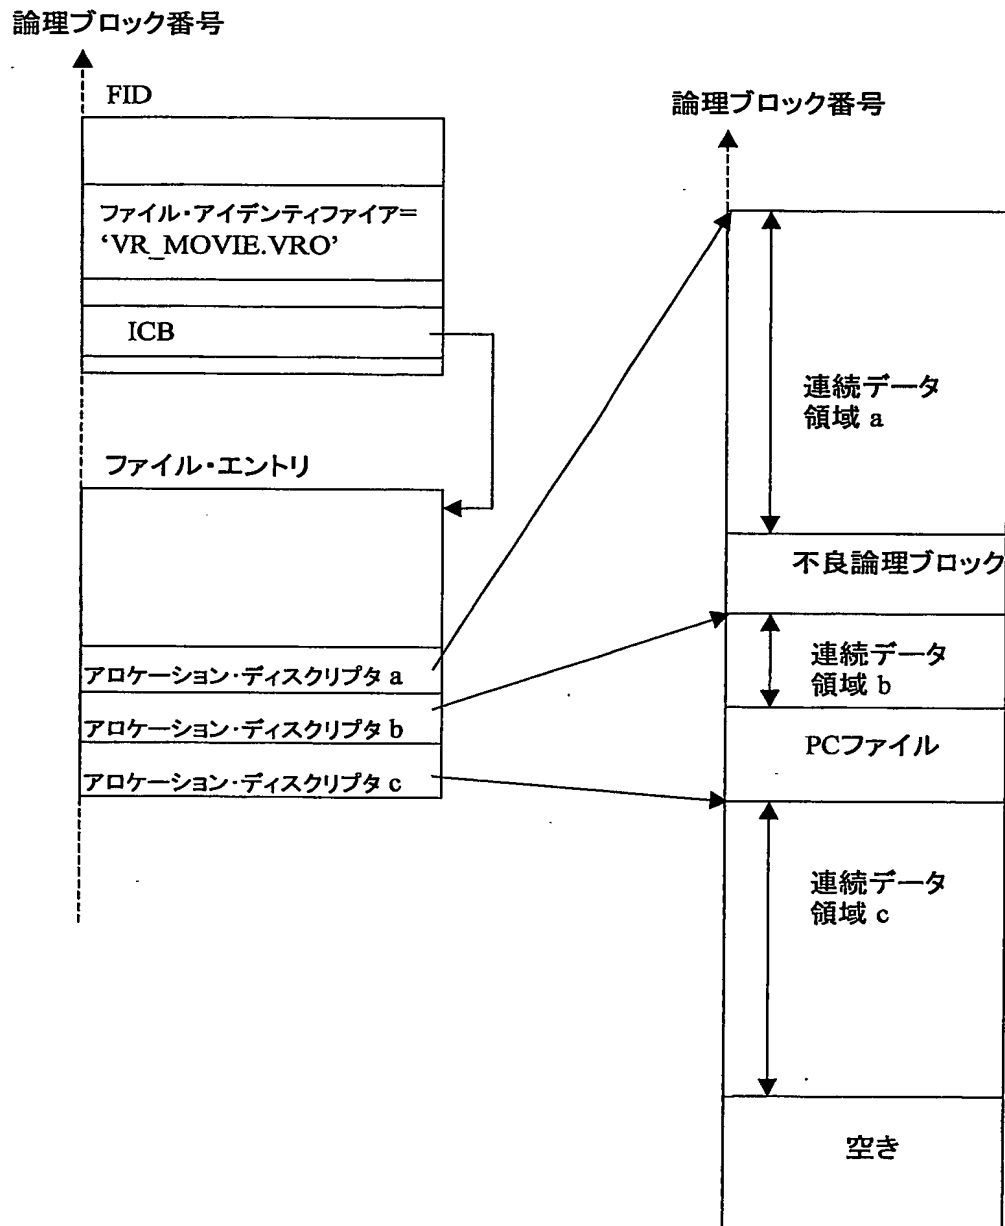 論理ブロック番号
FID
ファイル・アイデンティファイア=
‘VR_MOVIE.VRO’
ICB
ファイル・エントリ
アロケーション・ディスクリプタ a
アロケーション・ディスクリプタ b
アロケーション・ディスクリプタ c
論理ブロック番号
連続データ
領域 a
不良論理ブロック
連続データ
領域 b
PCファイル
連続データ
領域 c
空き